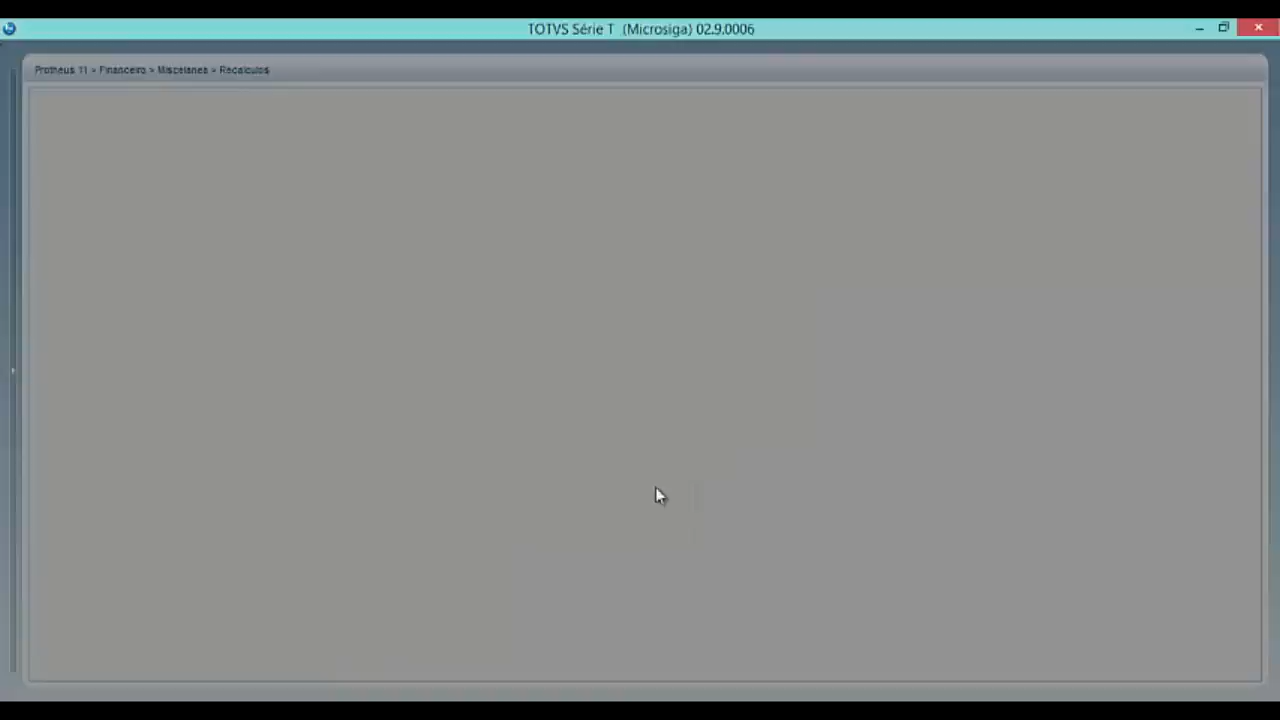 TOTVS Série T (Microsiga) 02.9.0006
Protheus 11 > Financeiro > Miscelanea > Recalculos